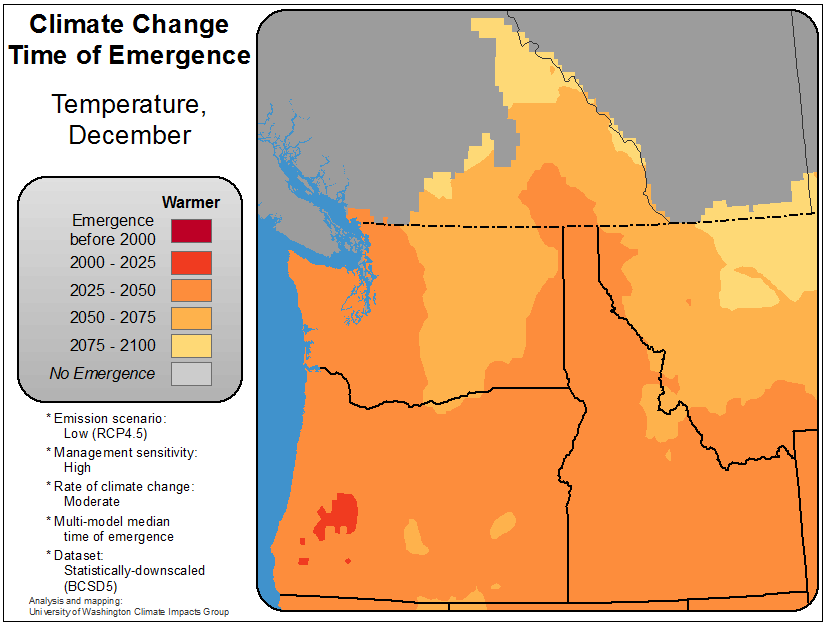 Climate Change
Time of Emergence
Temperature,
December
Warmer
Emergence
before 2000
2000 - 2025
2025 - 2050
2050 - 2075
2075 - 2100
No Emergence
* Emission scenario:
Low (RCP4.5)
* Management sensitivity:
High
* Rate of climate change:
Moderate
* Multi-model median
time of emergence
* Dataset:
Statistically-downscaled
(BCSD5)
Analysis and mapping:
University of Washington Climate Impacts Group